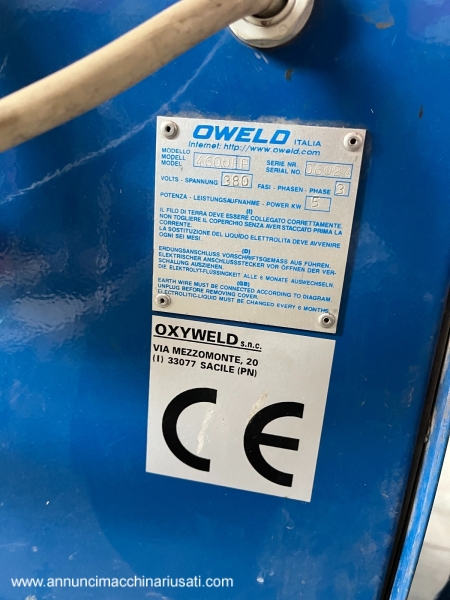 OWELD ITALIA
Internet: http://www.oweld.com
MODELLO
MODELL
MODEL
SERIE NR.
SERIAL NO.
VOLTS - SPANNUNG 380 FASI - PHASEN - PHASE 3
POTENZA - LEISTUNGSAUFNAHME - POWER KW 5
(I)
IL FILO DI TERRA DEVE ESSERE COLLEGATO CORRETTAMENTE.
NON TOGLIERE IL COPERCHIO SENZA AVER STACCATO PRIMA LA
CORRENTE.
LA SOSTITUZIONE DEL LIQUIDO ELETTROLITA DEVE AVVENIRE
OGNI SEI MESI.
(D)
ERDUNGSANSCHLUSS VORSCHRIFTSGEMASS AUS FÜHREN.
ELEKTRISCHER ANSCHLUSSSTECKER VOR ÖFFNEN DER VER-
SCHALUNG AUSZIEHEN.
DIE ELEKTROLYT-FLUSSINGKEIT ALLE 6 MONATE AUSWECHSELN.
(GB)
EARTH WIRE MUST BE CONNECTED ACCORDING TO DIAGRAM
UNPLUG BEFORE REMOVING COVER.
ELECTROLITIC-LIQUID MUST BE CHANGED EVERY 6 MONTHS
OXYWELD s.n.c.
VIA MEZZOMONTE, 20
(I) 33077 SACILE (PN)
CE
www.annuncimacchinariusati.com